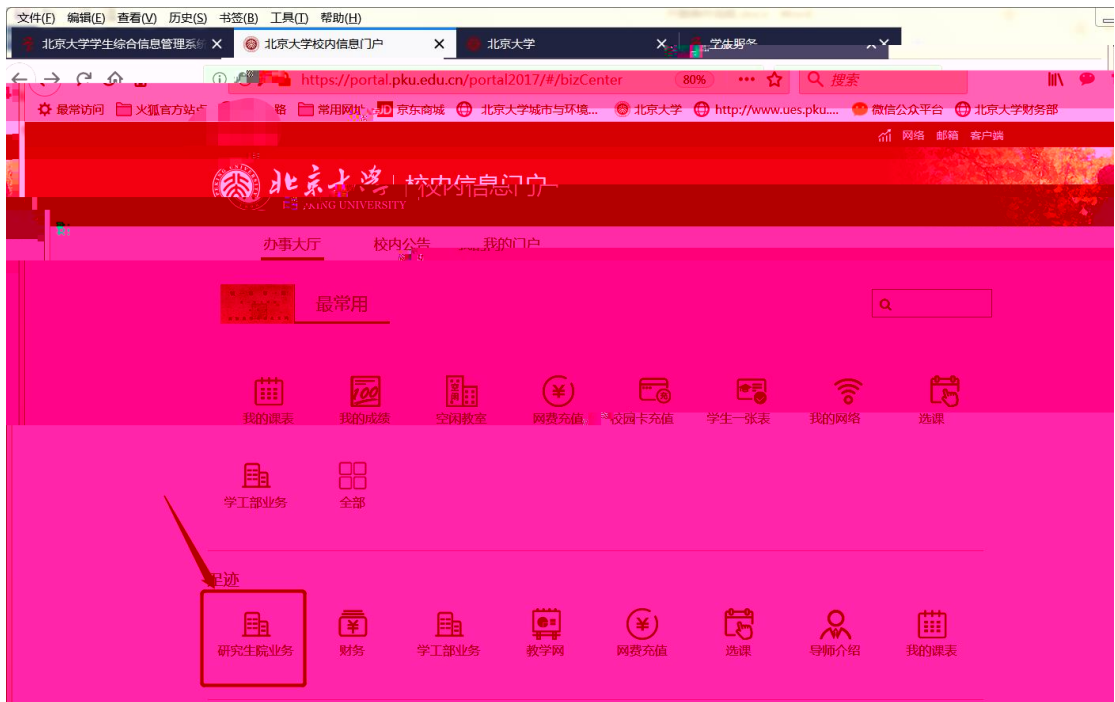 文件(F) 编辑(E) 查看(V) 历史(S) 书签(B) 工具(T) 帮助(H)
北京大学学生综合信息管理系统 北京大学校内信息门户 北京大学
https://portal.pku.edu.cn/portal2017/#/bizCenter 80% 搜索
最常访问 火狐官方站点 常用网址 JD 京东商城 北京大学城市与环境... 北京大学 http://www.ues.pku.... 微信公众平台 北京大学财务部
网络 邮箱 客户端
北京大学 校内信息门户
UNIVERSITY
办事大厅 校内公告 我的门户
最常用
我的课表 我的成绩 空闲教室 网费充值 校园卡充值 学生一张表 我的网络 选课
学工部业务 全部
足迹
研究生院业务 财务 学工部业务 教学网 网费充值 选课 导师介绍 我的课表